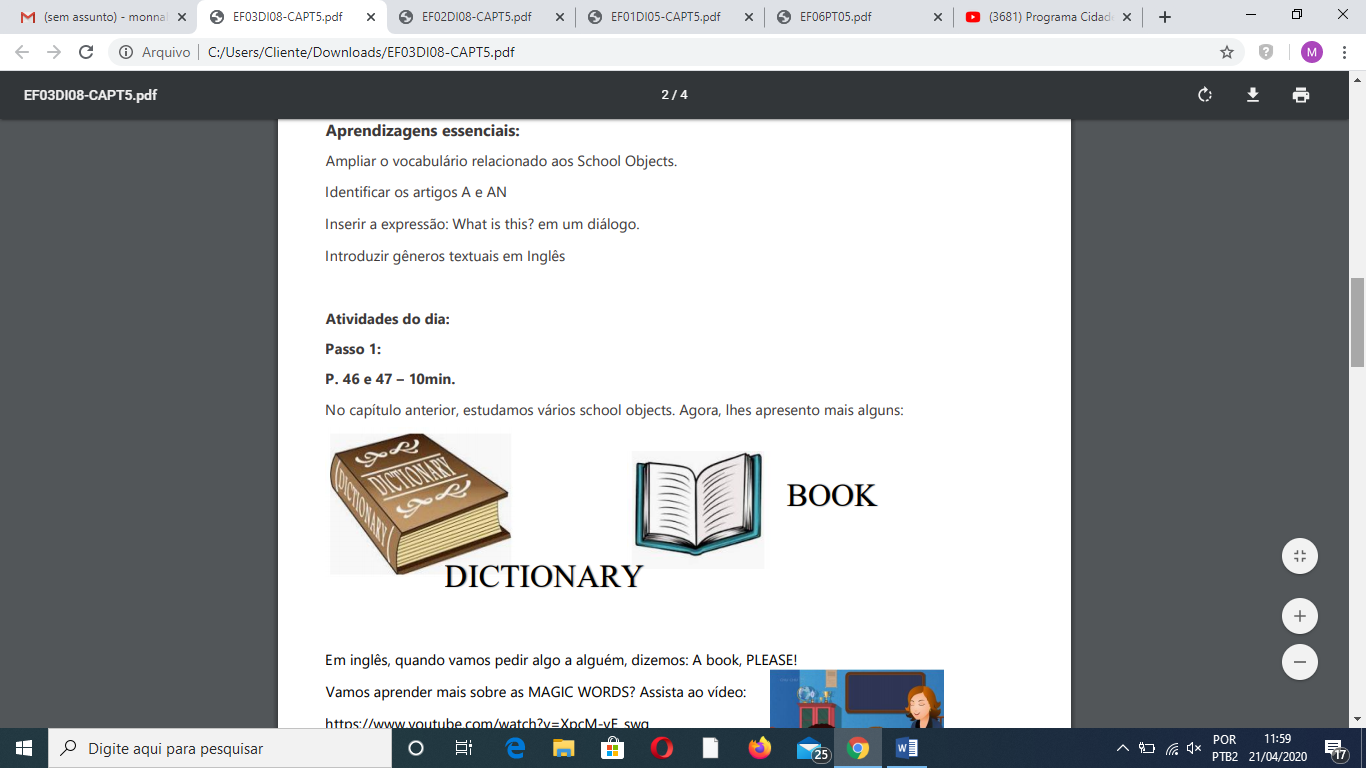 (sem assunto) - monna
EF03DI08-CAPT5.pdf
EF02DI08-CAPT5.pdf
EF01DI05-CAPT5.pdf
EF06PT05.pdf
(3681) Programa Cidad
Arquivo
C:/Users/Cliente/Downloads/EF03DI08-CAPT5.pdf
M
EF03DI08-CAPT5.pdf
2 / 4
Aprendizagens essenciais:
Ampliar o vocabulário relacionado aos School Objects.
Identificar os artigos A e AN
Inserir a expressão: What is this? em um diálogo.
Introduzir gêneros textuais em Inglês
Atividades do dia:
Passo 1:
P. 46 e 47 – 10min.
No capítulo anterior, estudamos vários school objects. Agora, lhes apresento mais alguns:
DICTIONARY
DICTIONARY
BOOK
DICTIONARY
Em inglês, quando vamos pedir algo a alguém, dizemos: A book, PLEASE!
Vamos aprender mais sobre as MAGIC WORDS? Assista ao vídeo:
https://www.youtube.com/watch?v=XpcM-vF_swg
Digite aqui para pesquisar
25
POR
PTB2
11:59
21/04/2020
17